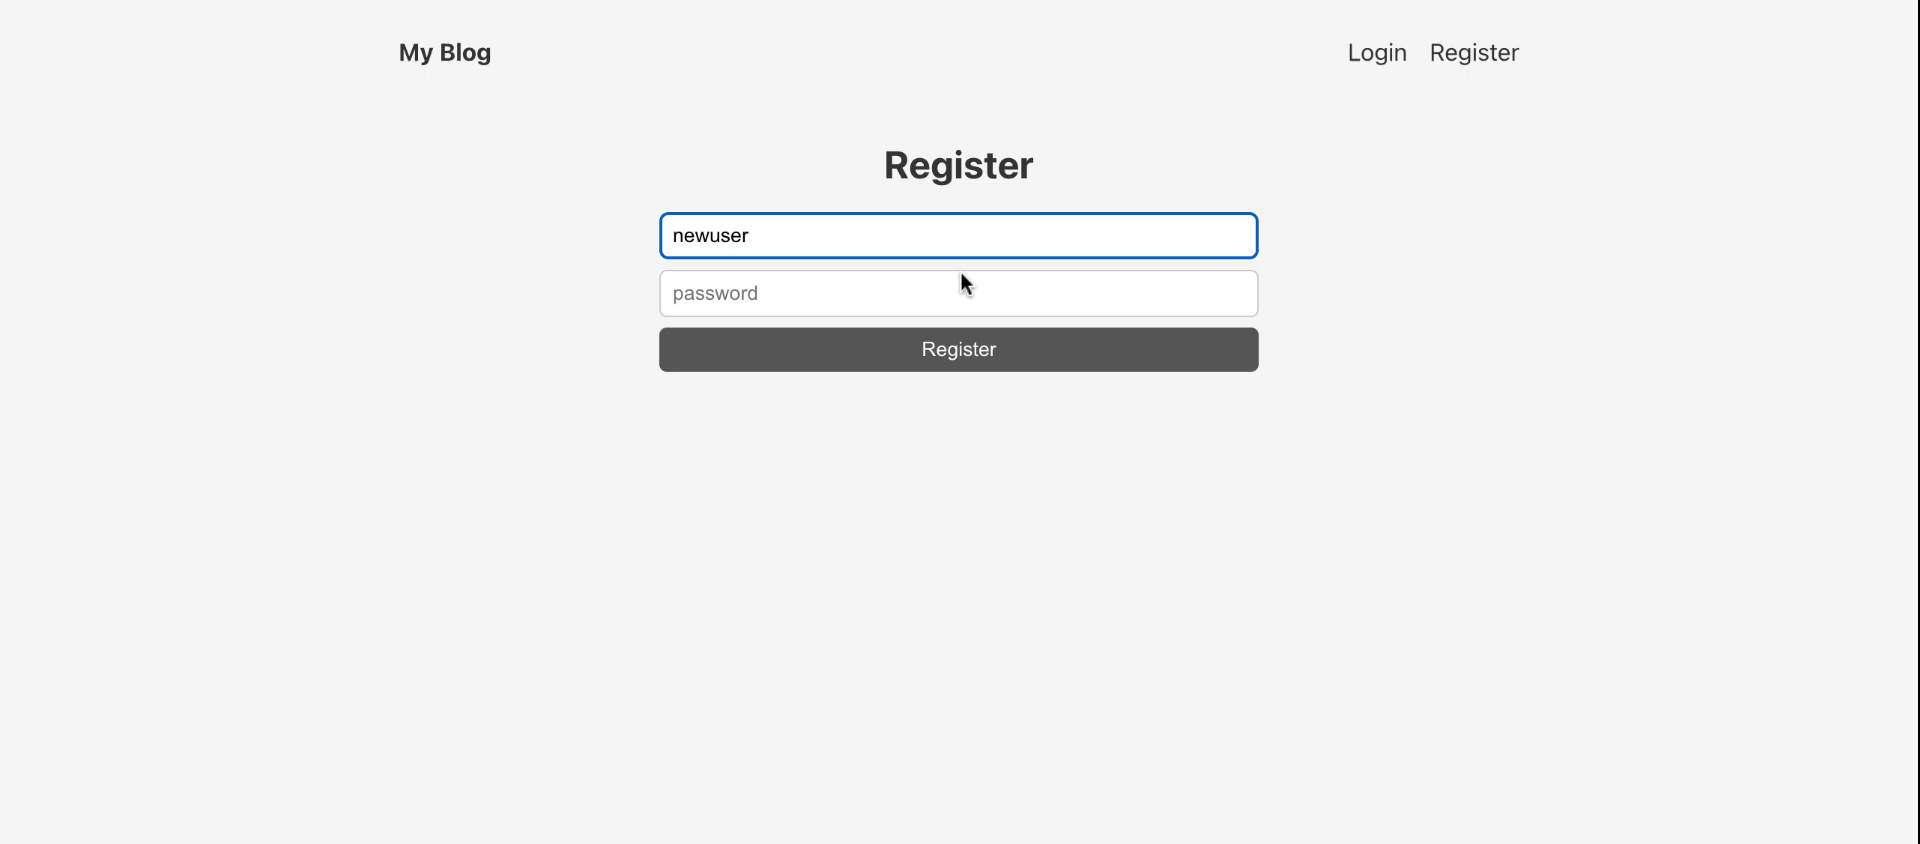 My Blog
Login Register
Register
newuser
password
Register